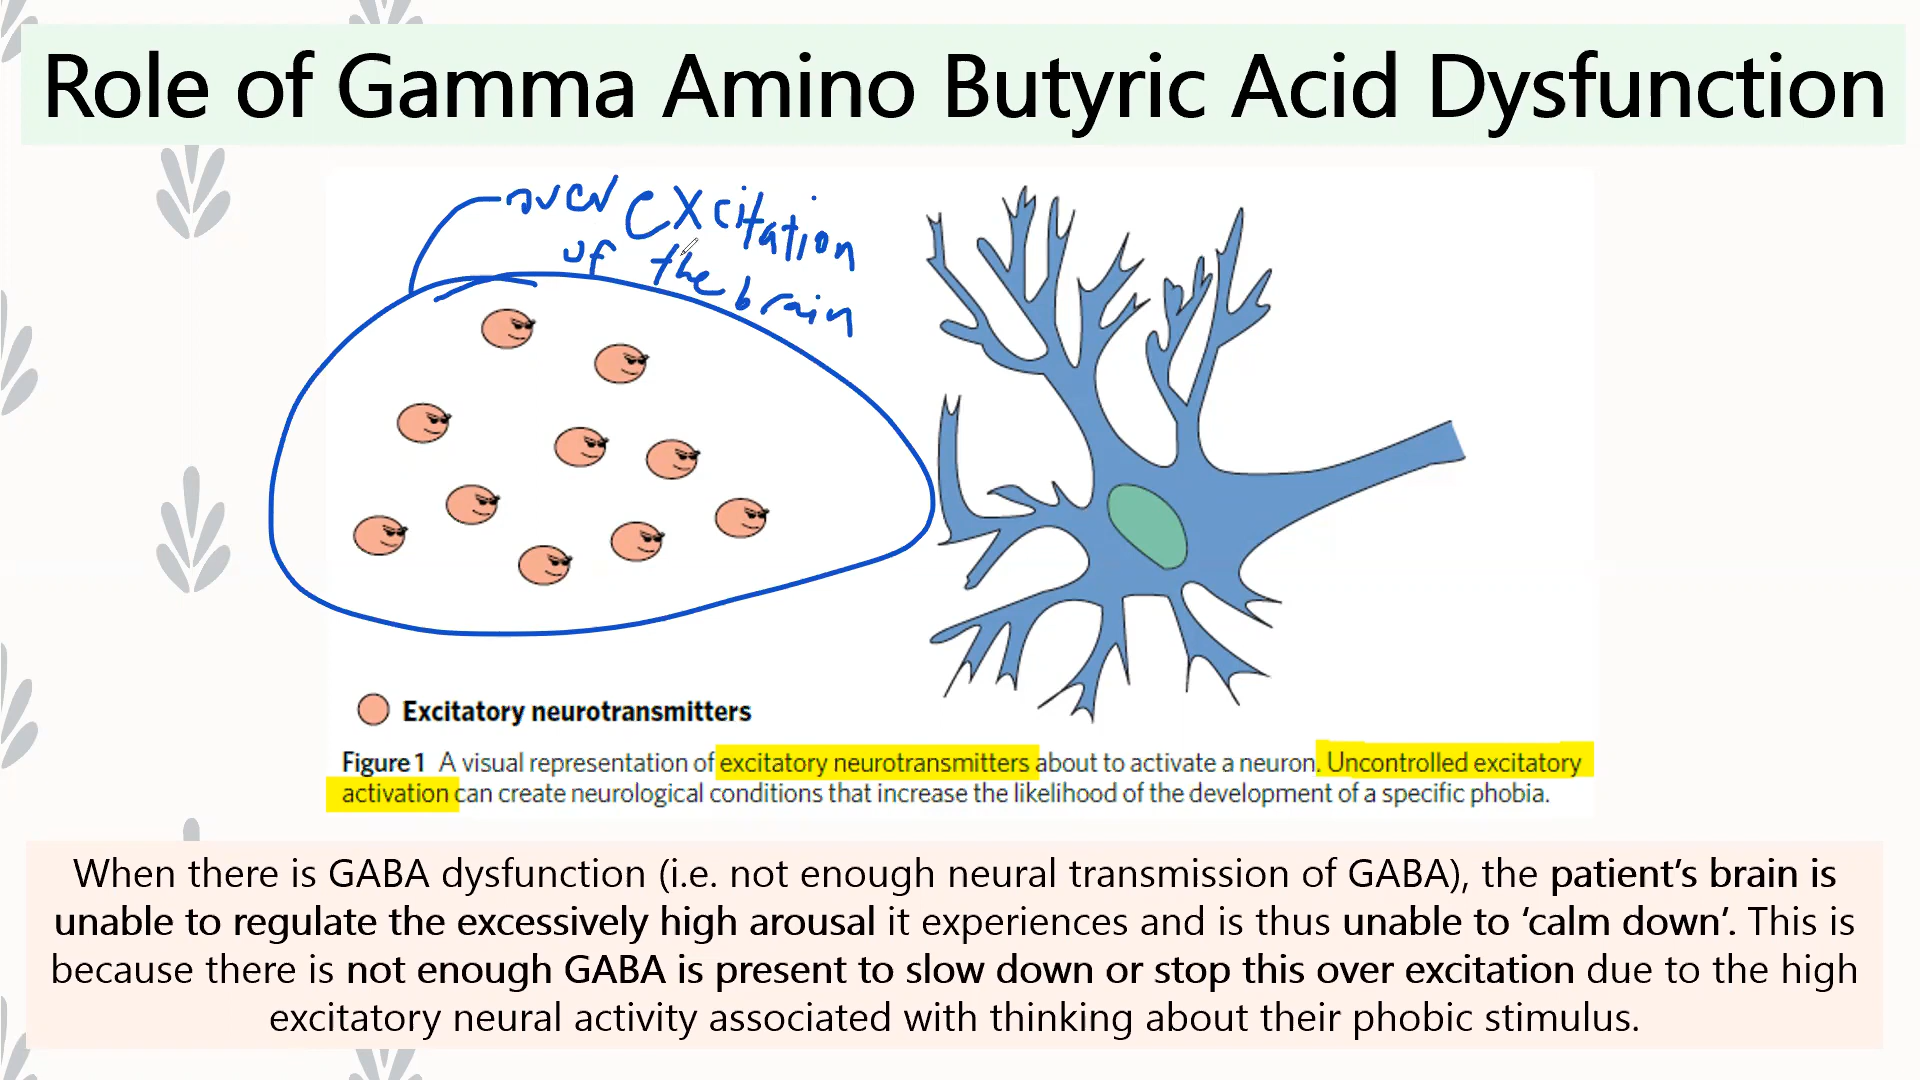 Role of Gamma Amino Butyric Acid Dysfunction
over excitation
of the brain
Excitatory neurotransmitters
Figure 1 A visual representation of excitatory neurotransmitters about to activate a neuron. Uncontrolled excitatory
activation can create neurological conditions that increase the likelihood of the development of a specific phobia.
When there is GABA dysfunction (i.e. not enough neural transmission of GABA), the patient’s brain is
unable to regulate the excessively high arousal it experiences and is thus unable to ‘calm down’. This is
because there is not enough GABA is present to slow down or stop this over excitation due to the high
excitatory neural activity associated with thinking about their phobic stimulus.